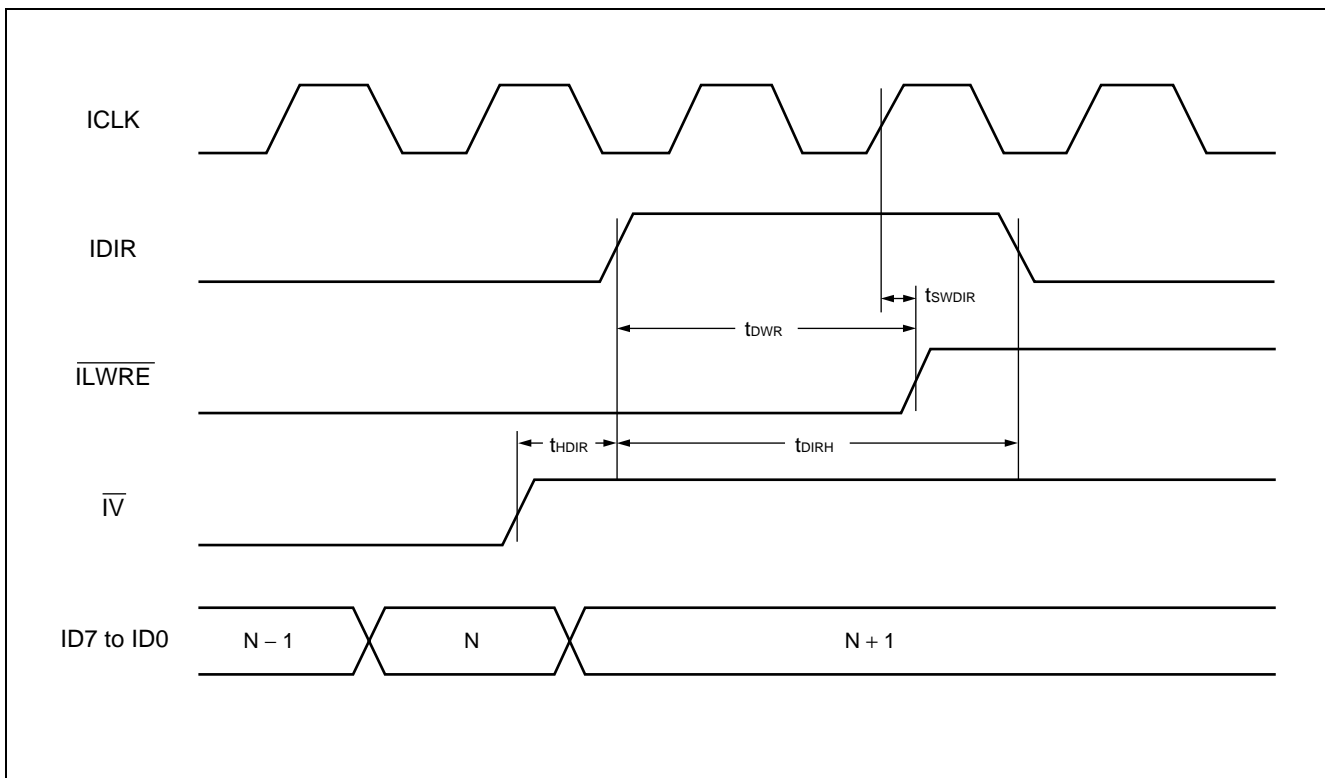 ICLK
IDIR
tSWDIR
tDWR
ILWRE
tHDIR
tDIRH
IV
ID7 to ID0
N – 1
N
N + 1